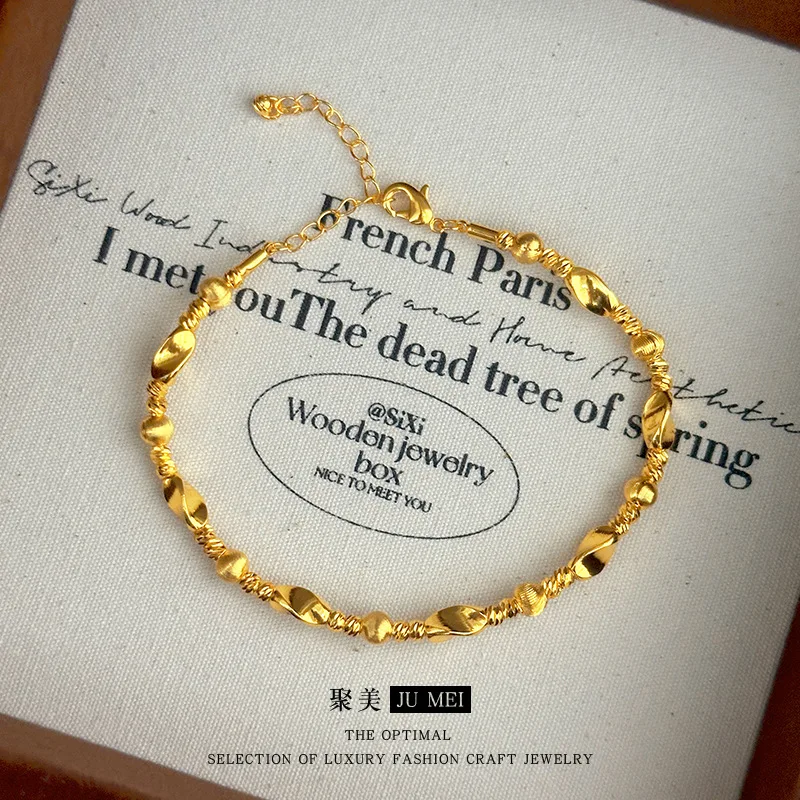 French Paris
SiXi Wood Industry and Home Aesthetics
I met youThe dead tree of spring
@SiXi
Wooden jewelry
box
NICE TO MEET YOU
聚美 JU MEI
THE OPTIMAL
SELECTION OF LUXURY FASHION CRAFT JEWELRY